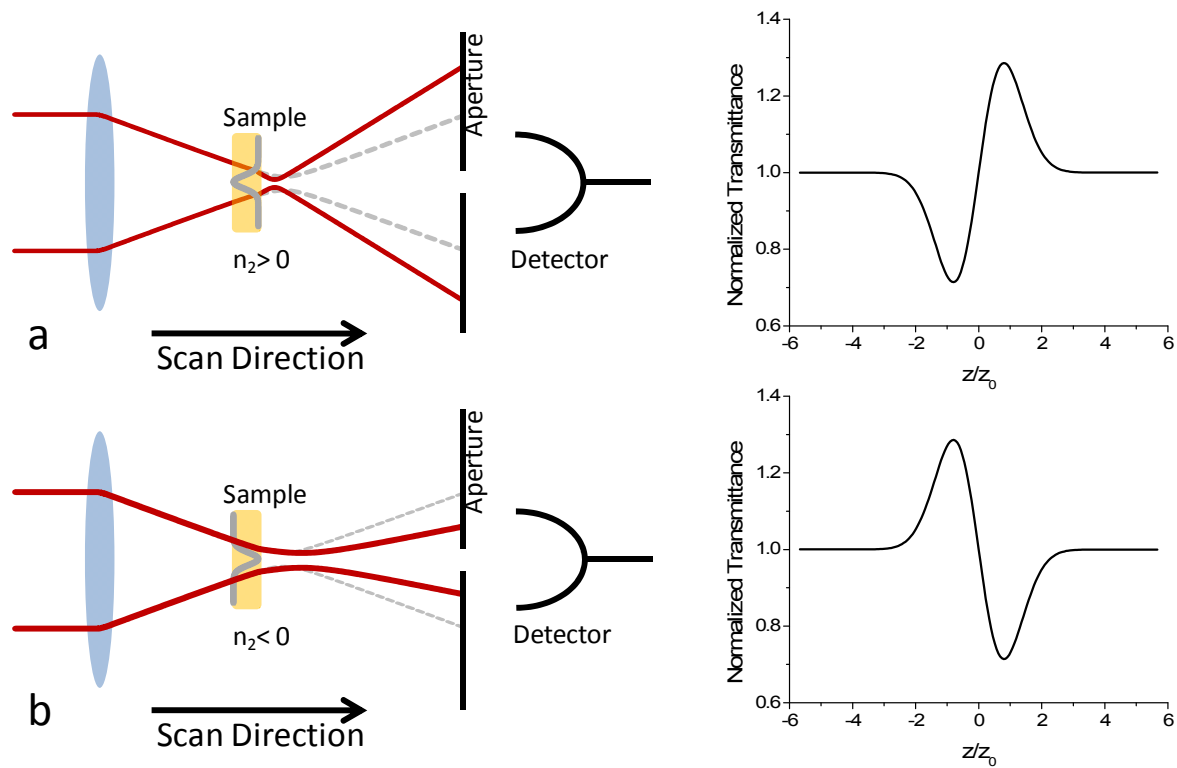 Sample
n₂> 0
Aperture
Detector
a
Scan Direction
Normalized Transmittance
1.4
1.2
1.0
0.8
0.6
-6 -4 -2 0 2 4 6
z/z₀
Sample
n₂< 0
Aperture
Detector
b
Scan Direction
Normalized Transmittance
1.4
1.2
1.0
0.8
0.6
-6 -4 -2 0 2 4 6
z/z₀